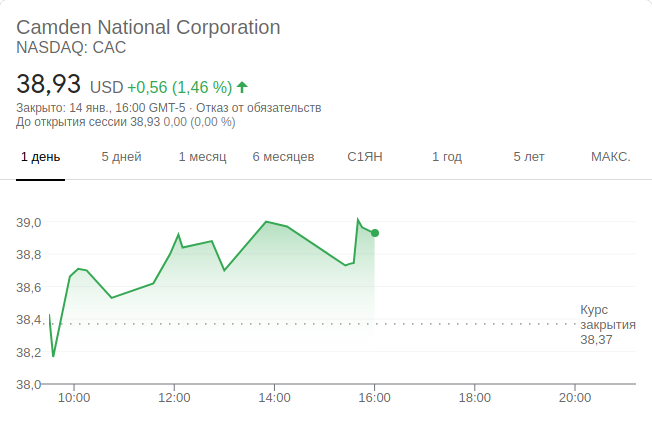 Camden National Corporation
NASDAQ: CAC
38,93 USD +0,56 (1,46 %)
Закрыто: 14 янв., 16:00 GMT-5 · Отказ от обязательств
До открытия сессии 38,93 0,00 (0,00 %)
1 день 5 дней 1 месяц 6 месяцев С1ЯН 1 год 5 лет МАКС.
39,0
38,8
38,6
38,4
38,2
38,0
Курс
закрытия
38,37
10:00 12:00 14:00 16:00 18:00 20:00